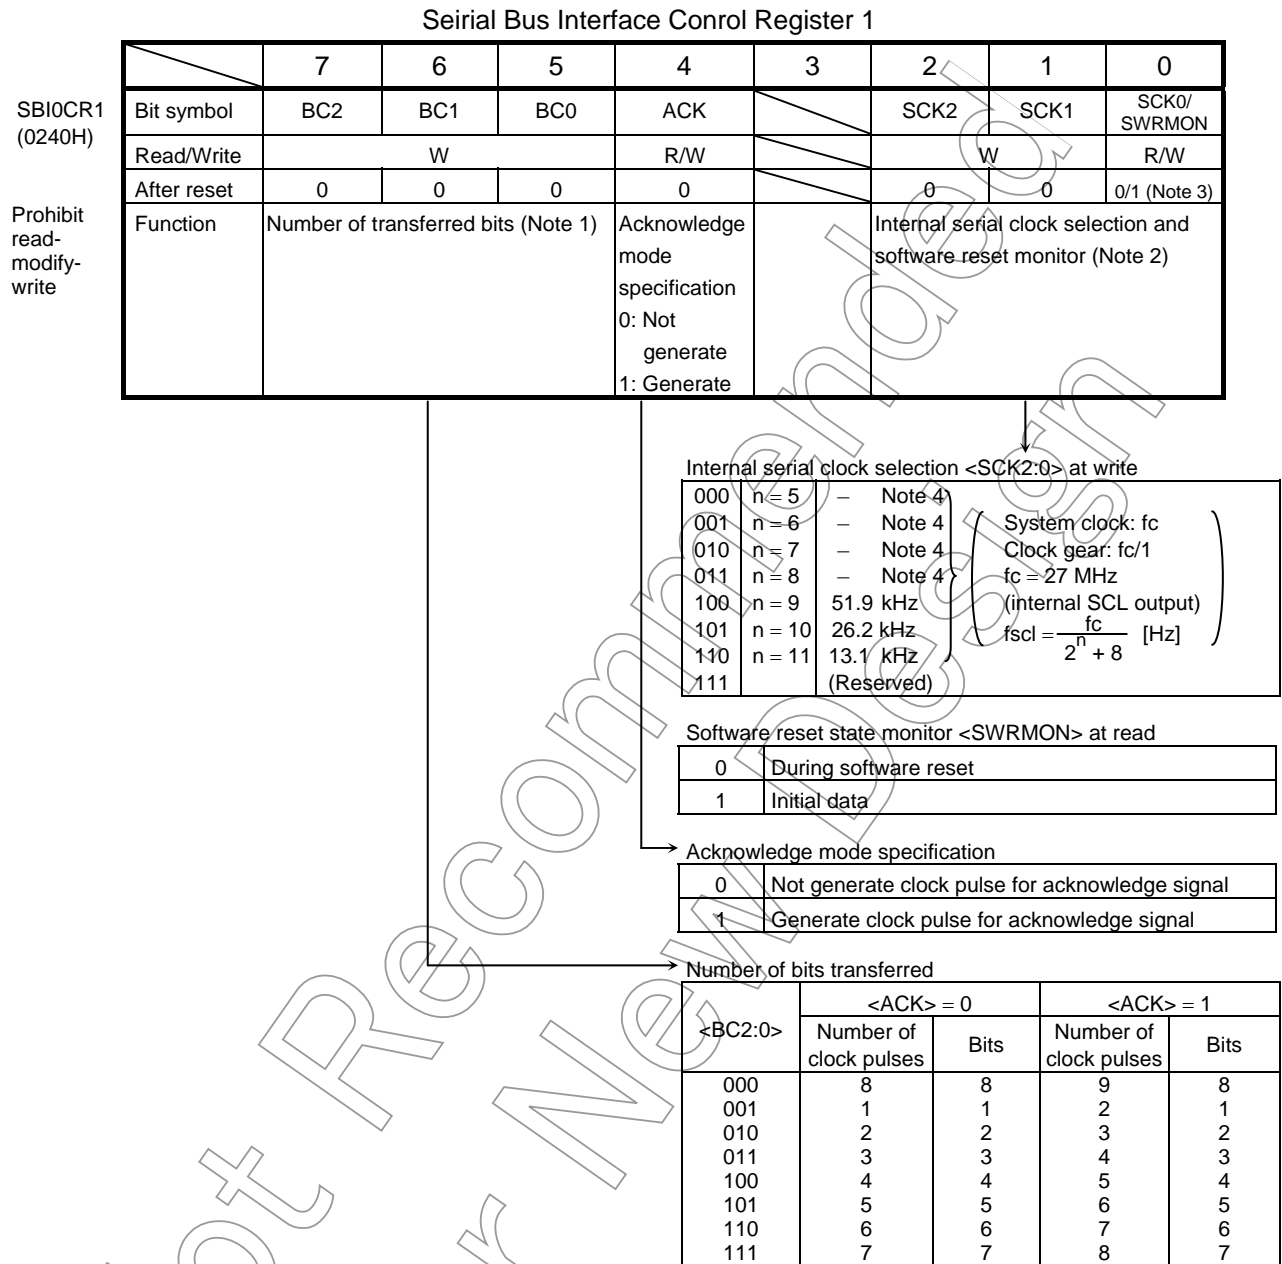 Seirial Bus Interface Conrol Register 1
7 6 5 4 3 2 1 0
SBI0CR1
(0240H)
Bit symbol BC2 BC1 BC0 ACK SCK2 SCK1 SCK0/
SWRMON
Read/Write W R/W W R/W
After reset 0 0 0 0 0 0 0/1 (Note 3)
Prohibit
read-
modify-
write
Function Number of transferred bits (Note 1)
Acknowledge
mode
specification
0: Not
generate
1: Generate
Internal serial clock selection and
software reset monitor (Note 2)
Internal serial clock selection <SCK2:0> at write
000 n = 5 – Note 4
001 n = 6 – Note 4
010 n = 7 – Note 4
011 n = 8 – Note 4
100 n = 9 51.9 kHz
101 n = 10 26.2 kHz
110 n = 11 13.1 kHz
111 (Reserved)
System clock: fc
Clock gear: fc/1
fc = 27 MHz
(internal SCL output)
fscl = fc / 2^n + 8 [Hz]
Software reset state monitor <SWRMON> at read
0 During software reset
1 Initial data
Acknowledge mode specification
0 Not generate clock pulse for acknowledge signal
1 Generate clock pulse for acknowledge signal
Number of bits transferred
<BC2:0> <ACK> = 0 <ACK> = 1
Number of
clock pulses Bits Number of
clock pulses Bits
000 8 8 9 8
001 1 1 2 1
010 2 2 3 2
011 3 3 4 3
100 4 4 5 4
101 5 5 6 5
110 6 6 7 6
111 7 7 8 7
Not Recommended
for New Design